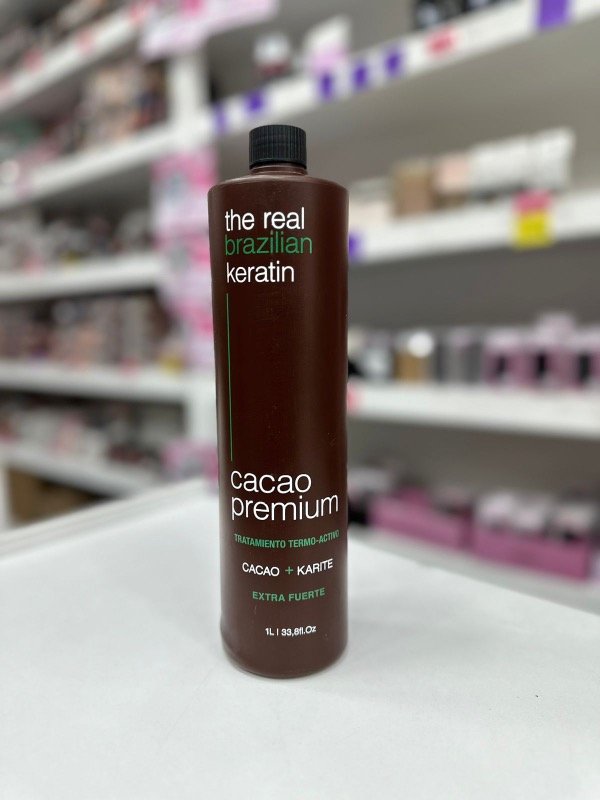 the real
brazilian
keratin
cacao
premium
TRATAMIENTO TERMO-ACTIVO
CACAO + KARITE
EXTRA FUERTE
1L | 33,8fl.Oz